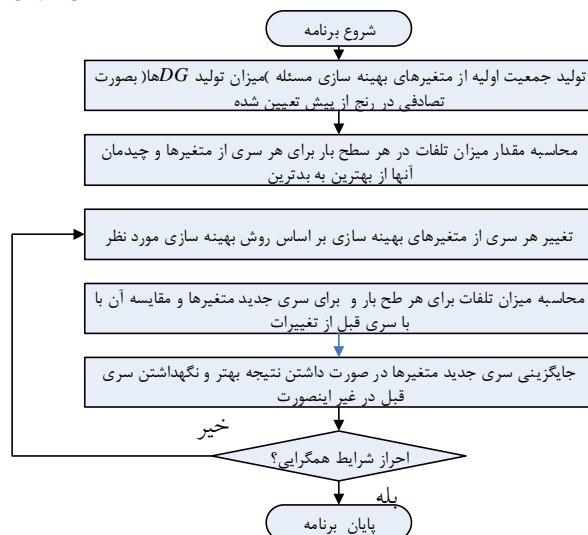 شروع برنامه
تولید جمعیت اولیه از متغیرهای بهینه سازی مسئله )میزان تولید DGها( بصورت
تصادفی در رنج از پیش تعیین شده
محاسبه مقدار میزان تلفات در هر سطح بار برای هر سری از متغیرها و چیدمان
آنها از بهترین به بدترین
تغییر هر سری از متغیرهای بهینه سازی بر اساس روش بهینه سازی مورد نظر
محاسبه میزان تلفات برای هر طح بار و برای سری جدید متغیرها و مقایسه آن با
با سری قبل از تغییرات
جایگزینی سری جدید متغیرها در صورت داشتن نتیجه بهتر و نگهداشتن سری
قبل در غیر اینصورت
خیر
احراز شرایط همگرایی؟
بله
پایان برنامه